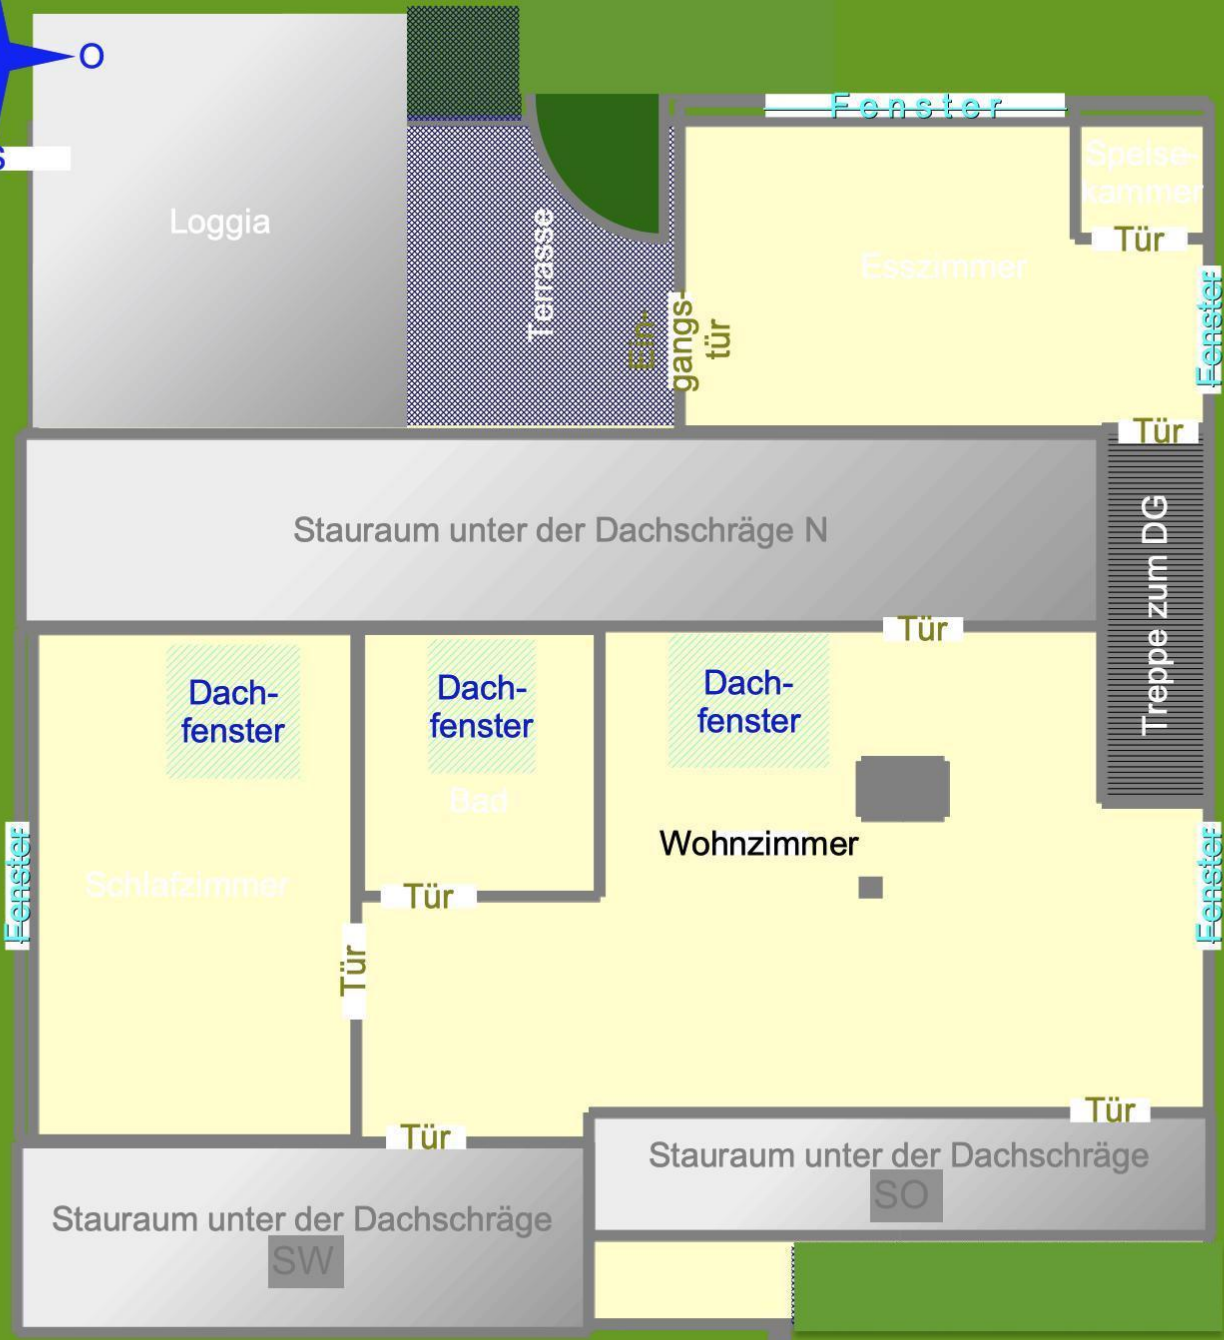 O
S
Fenster
Speise-
kammer
Loggia
Terrasse
Tür
Esszimmer
Ein-
gangs-
tür
Fenster
Tür
Stauraum unter der Dachschräge N
Treppe zum DG
Tür
Dach-
fenster
Dach-
fenster
Dach-
fenster
Bad
Wohnzimmer
Schlafzimmer
Fenster
Fenster
Tür
Tür
Tür
Tür
Stauraum unter der Dachschräge
SO
Stauraum unter der Dachschräge
SW